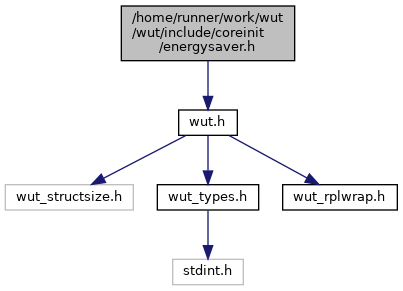 /home/runner/work/wut
/wut/include/coreinit
/energysaver.h
wut.h
wut_structsize.h
wut_types.h
wut_rplwrap.h
stdint.h